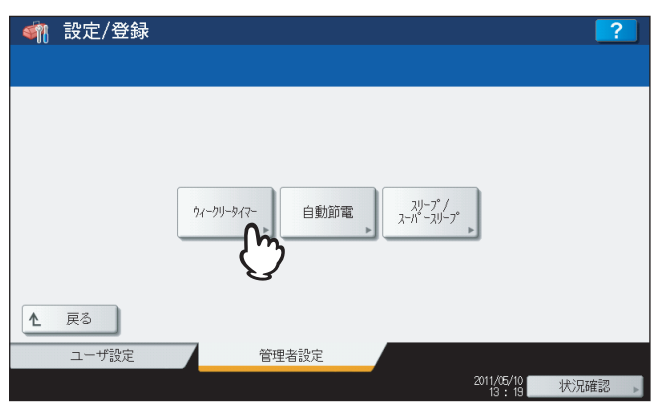 設定/登録
?
ｳｨｰｸﾘｰﾀｲﾏｰ
自動節電
ｽﾘｰﾌﾟ/
ｽｰﾊﾟｰｽﾘｰﾌﾟ
戻る
ユーザ設定
管理者設定
2011/05/10
13：19
状況確認